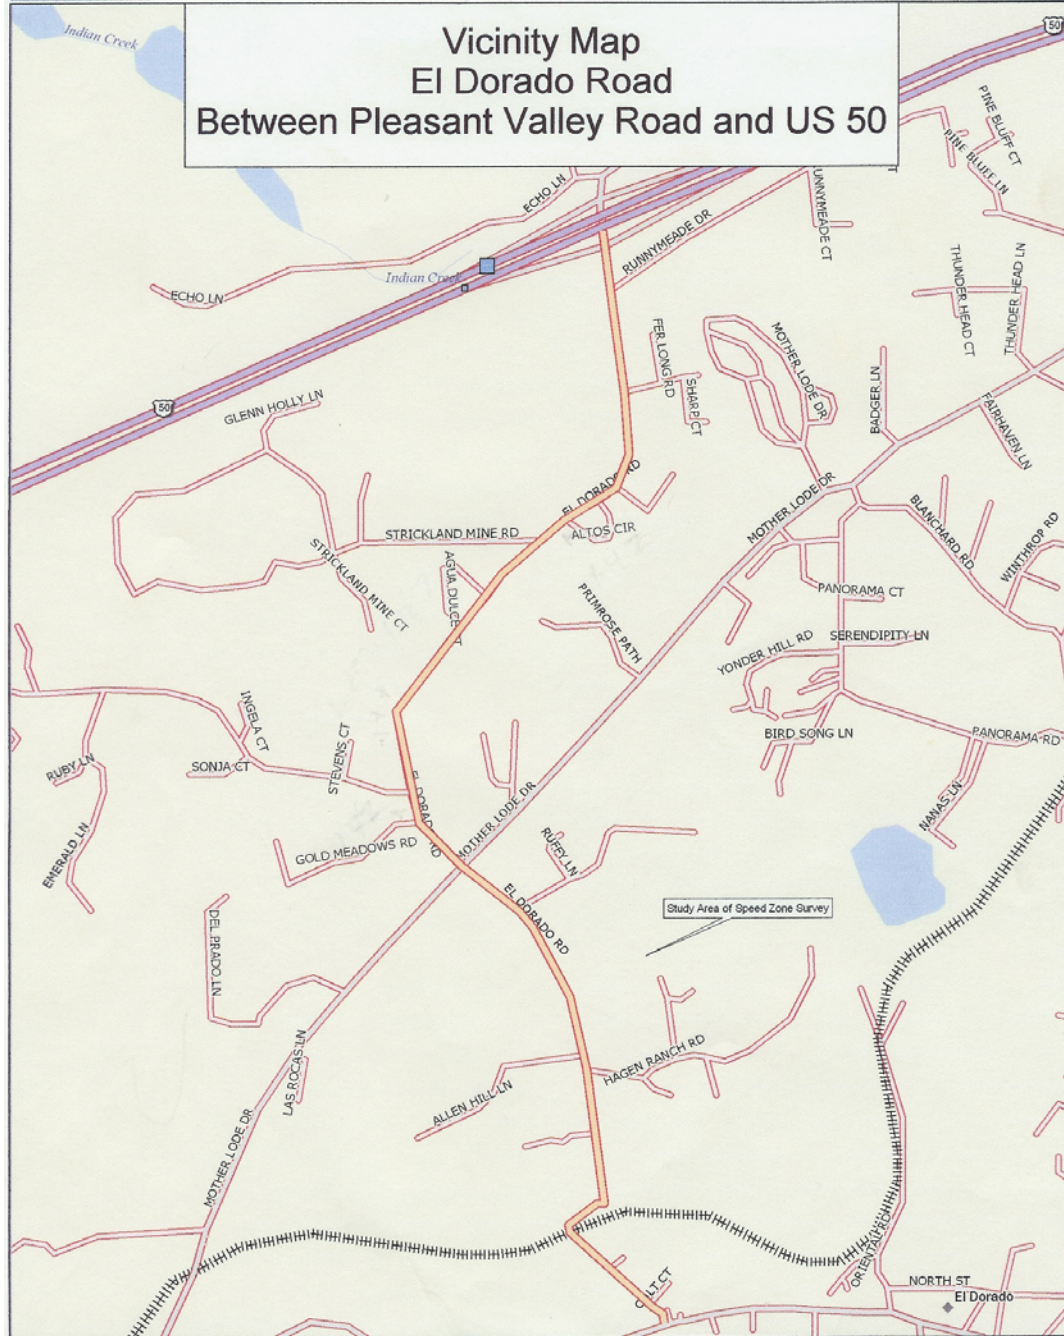 Vicinity Map
El Dorado Road
Between Pleasant Valley Road and US 50
Indian Creek
50
PINE BLUFF CT
PINE BLUFF LN
ECHO LN
UNNYMEADE CT
RUNNYMEADE DR
Indian Creek
ECHO LN
THUNDER HEAD LN
THUNDER HEAD CT
FER LONG RD
MOTHER LODE DR
SHARP CT
BADGER LN
FAIRHAVEN LN
50
GLENN HOLLY LN
EL DORADO RD
MOTHER LODE DR
BLANCHARD RD
WINTHROP RD
STRICKLAND MINE RD
ALTOS CIR
STRICKLAND MINE CT
AGUA DULCE CT
PRIMROSE PATH
PANORAMA CT
YONDER HILL RD
SERENDIPITY LN
INGELA CT
STEVENS CT
BIRD SONG LN
PANORAMA RD
RUBY LN
SONJA CT
EL DORADO RD
MOTHER LODE DR
NANAS LN
EMERALD LN
GOLD MEADOWS RD
RUFFY LN
DEL PRADO LN
EL DORADO RD
Study Area of Speed Zone Survey
LAS ROCAS LN
ALLEN HILL LN
HAGEN RANCH RD
MOTHER LODE DR
ORIENTAL RD
NORTH ST
El Dorado